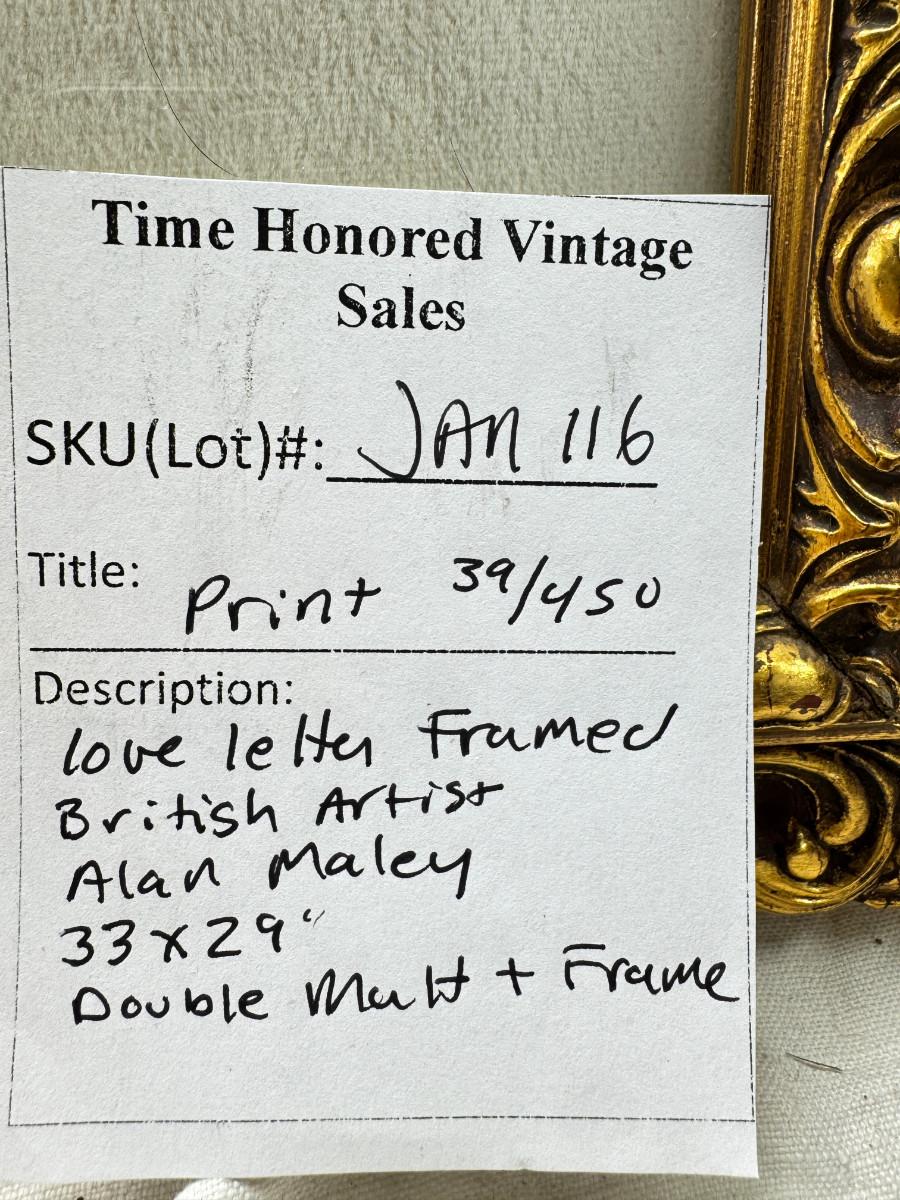 Time Honored Vintage
Sales
SKU(Lot)#: JAN 116
Title: Print 39/450
Description:
love letter Framed
British Artist
Alan Maley
33x29"
Double Matt + Frame